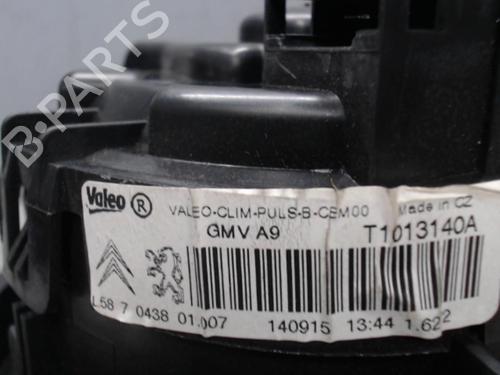 B-PARTS
Valeo ® VALEO-CLIM-PULS-B-CBM00 Made in CZ
GMV A9 T1013140A
L58 7 0438 01.007 140915 13:44 1.622